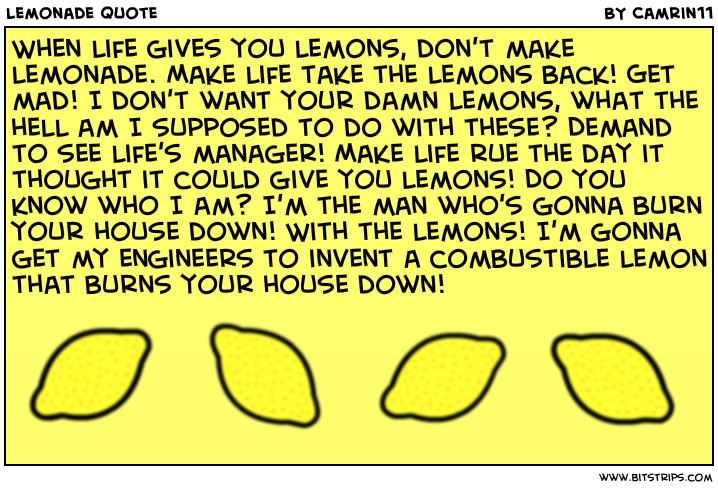 LEMONADE QUOTE
BY CAMRIN11
WHEN LIFE GIVES YOU LEMONS, DON'T MAKE
LEMONADE. MAKE LIFE TAKE THE LEMONS BACK! GET
MAD! I DON'T WANT YOUR DAMN LEMONS, WHAT THE
HELL AM I SUPPOSED TO DO WITH THESE? DEMAND
TO SEE LIFE'S MANAGER! MAKE LIFE RUE THE DAY IT
THOUGHT IT COULD GIVE YOU LEMONS! DO YOU
KNOW WHO I AM? I'M THE MAN WHO'S GONNA BURN
YOUR HOUSE DOWN! WITH THE LEMONS! I'M GONNA
GET MY ENGINEERS TO INVENT A COMBUSTIBLE LEMON
THAT BURNS YOUR HOUSE DOWN!
WWW.BITSTRIPS.COM